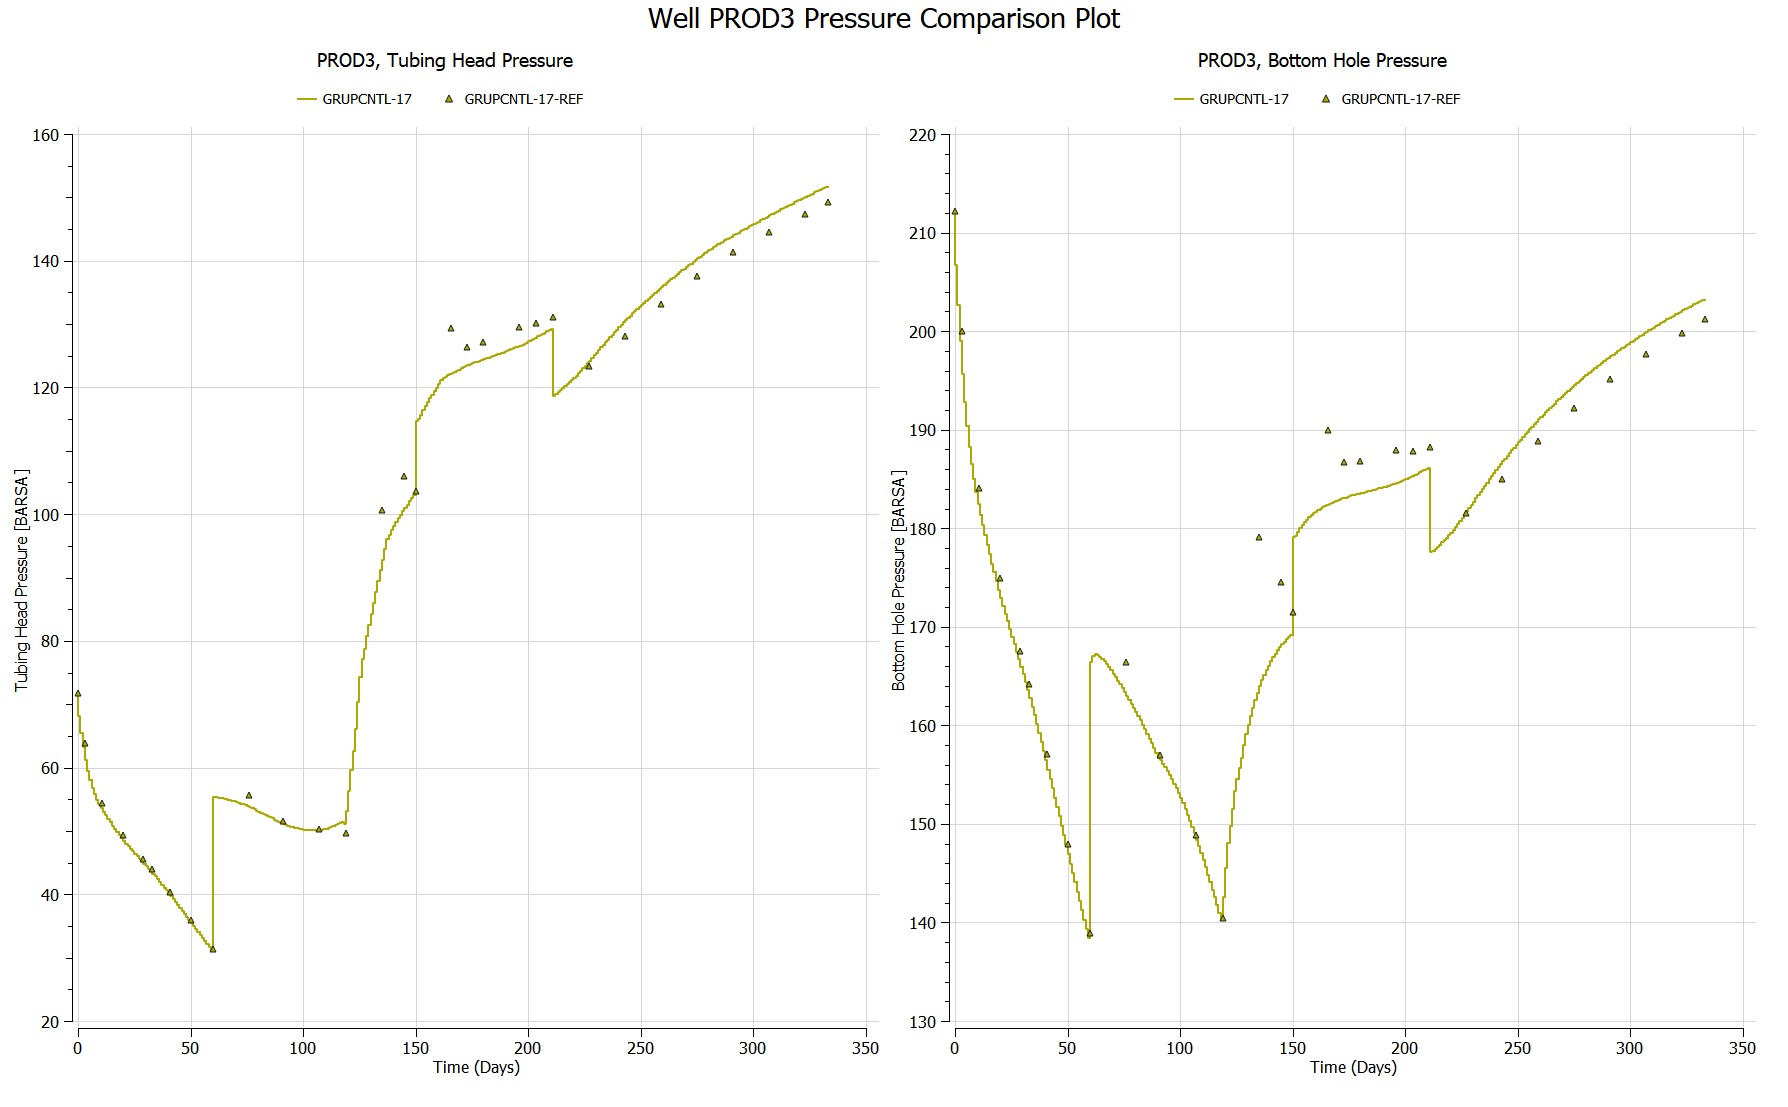 Well PROD3 Pressure Comparison Plot
PROD3, Tubing Head Pressure
GRUPCNTL-17 GRUPCNTL-17-REF
Tubing Head Pressure [BARSA]
160
140
120
100
80
60
40
20
0 50 100 150 200 250 300 350
Time (Days)
PROD3, Bottom Hole Pressure
GRUPCNTL-17 GRUPCNTL-17-REF
Bottom Hole Pressure [BARSA]
220
210
200
190
180
170
160
150
140
130
0 50 100 150 200 250 300 350
Time (Days)